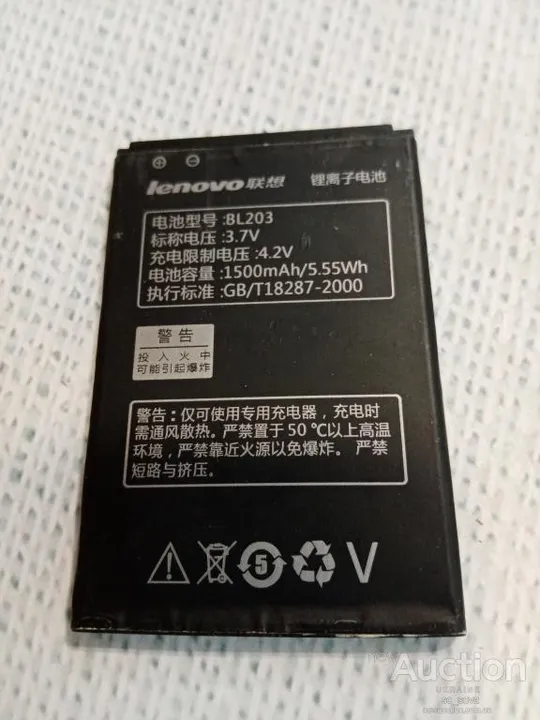 lenovo联想 锂离子电池
电池型号:BL203
标称电压:3.7V
充电限制电压:4.2V
电池容量:1500mAh/5.55Wh
执行标准:GB/T18287-2000
警告
投入火中
可能引起爆炸
警告:仅可使用专用充电器，充电时
需通风散热。严禁置于50℃以上高温
环境，严禁靠近火源以免爆炸。严禁
短路与挤压。
5 V
Auction
UKRAINE